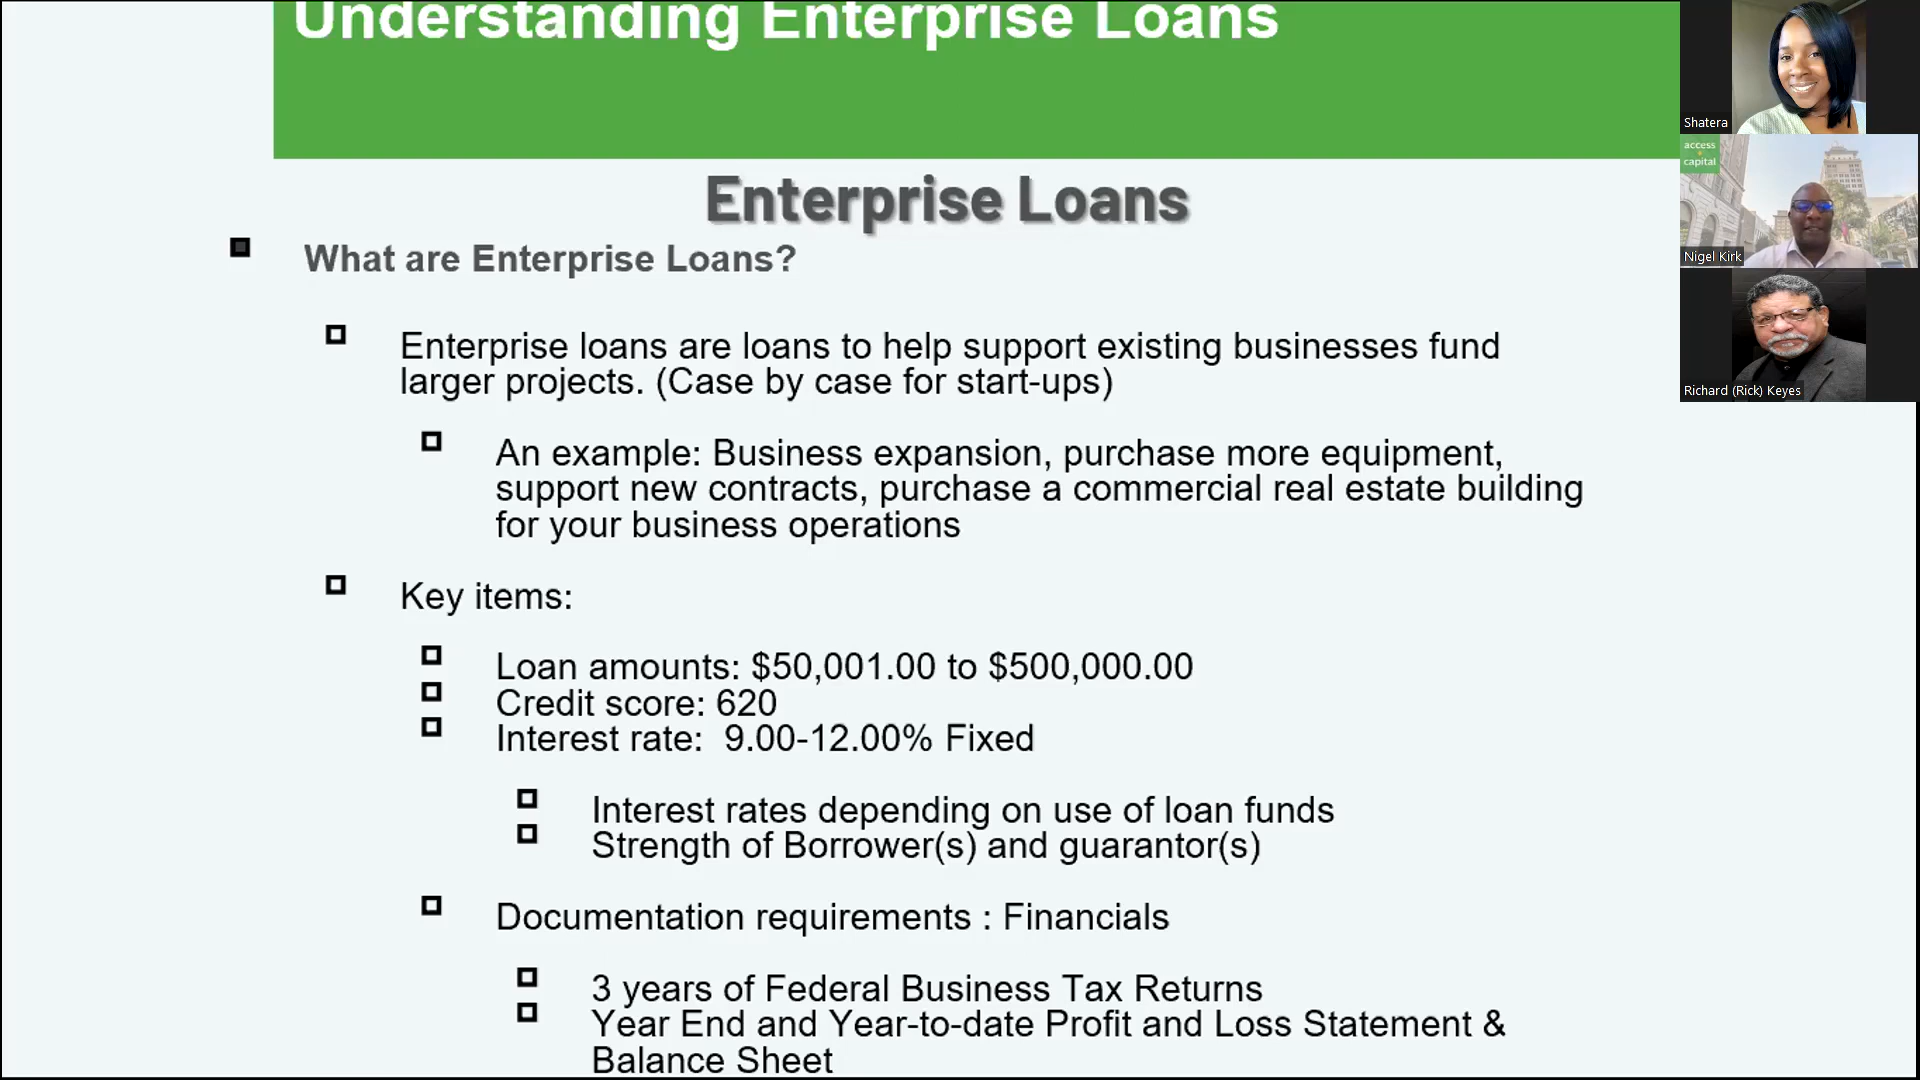 Understanding Enterprise Loans
Enterprise Loans
What are Enterprise Loans?
Enterprise loans are loans to help support existing businesses fund
larger projects. (Case by case for start-ups)
An example: Business expansion, purchase more equipment,
support new contracts, purchase a commercial real estate building
for your business operations
Key items:
Loan amounts: $50,001.00 to $500,000.00
Credit score: 620
Interest rate:  9.00-12.00% Fixed
Interest rates depending on use of loan funds
Strength of Borrower(s) and guarantor(s)
Documentation requirements : Financials
3 years of Federal Business Tax Returns
Year End and Year-to-date Profit and Loss Statement &
Balance Sheet
Shatera
access
capital
Nigel Kirk
Richard (Rick) Keyes